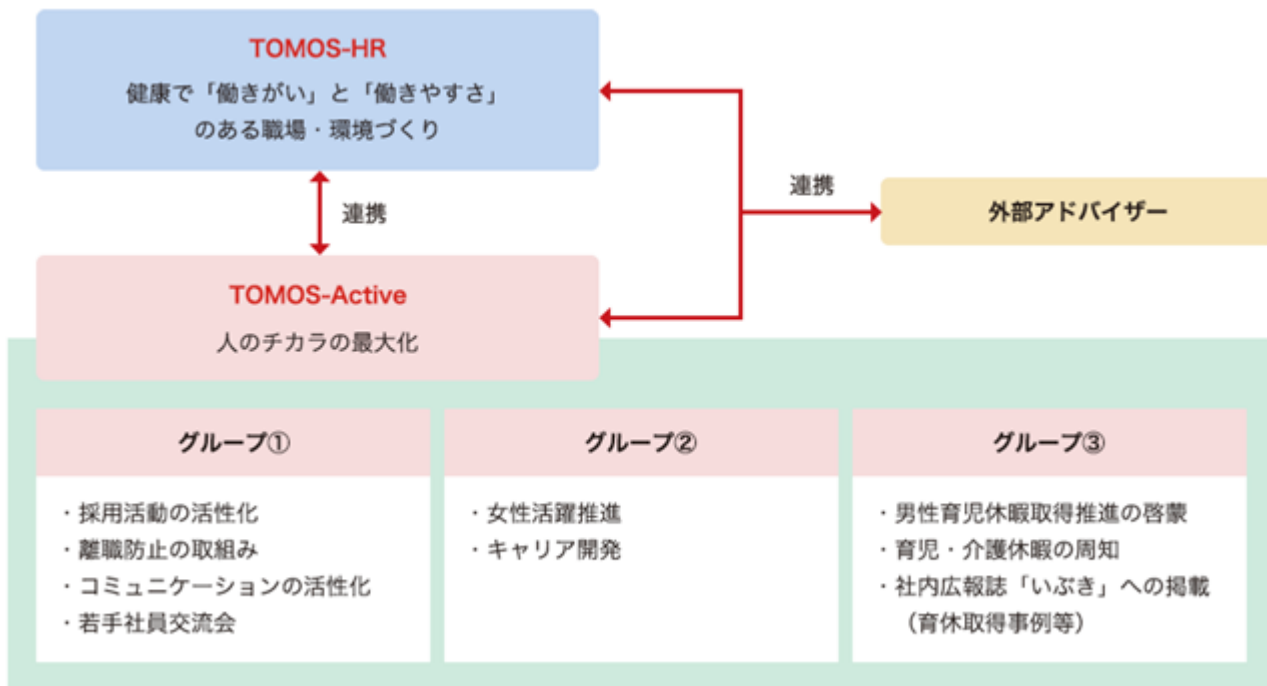 TOMOS-HR
健康で「働きがい」と「働きやすさ」
のある職場・環境づくり
連携
連携
外部アドバイザー
TOMOS-Active
人のチカラの最大化
グループ①
・採用活動の活性化
・離職防止の取組み
・コミュニケーションの活性化
・若手社員交流会
グループ②
・女性活躍推進
・キャリア開発
グループ③
・男性育児休暇取得推進の啓蒙
・育児・介護休暇の周知
・社内広報誌「いぶき」への掲載
（育休取得事例等）